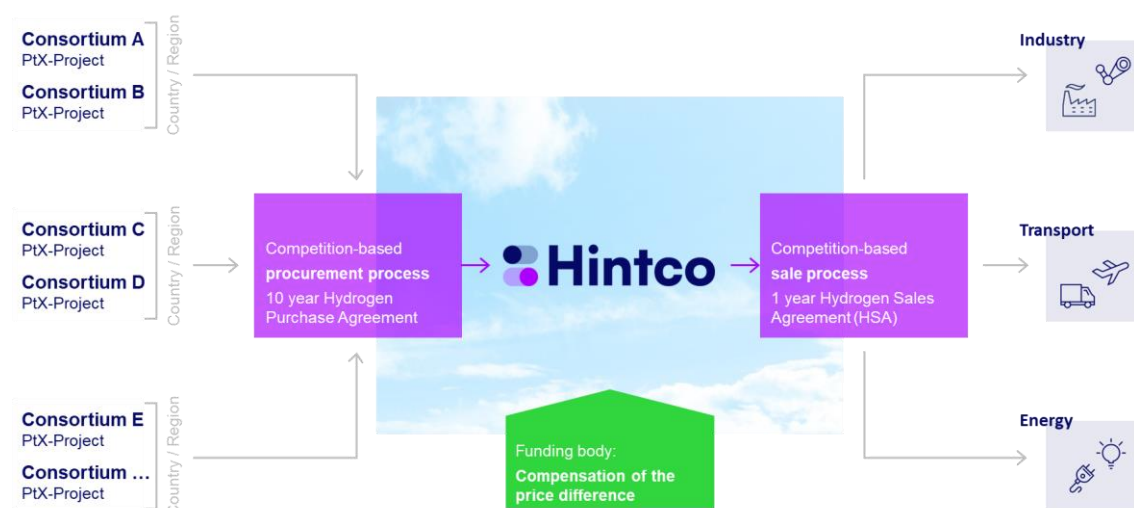 Consortium A
PtX-Project
Consortium B
PtX-Project
Country / Region
Consortium C
PtX-Project
Consortium D
PtX-Project
Country / Region
Consortium E
PtX-Project
Consortium ...
PtX-Project
Country / Region
Competition-based
procurement process
10 year Hydrogen
Purchase Agreement
Hintco
Competition-based
sale process
1 year Hydrogen Sales
Agreement (HSA)
Funding body:
Compensation of the
price difference
Industry
Transport
Energy